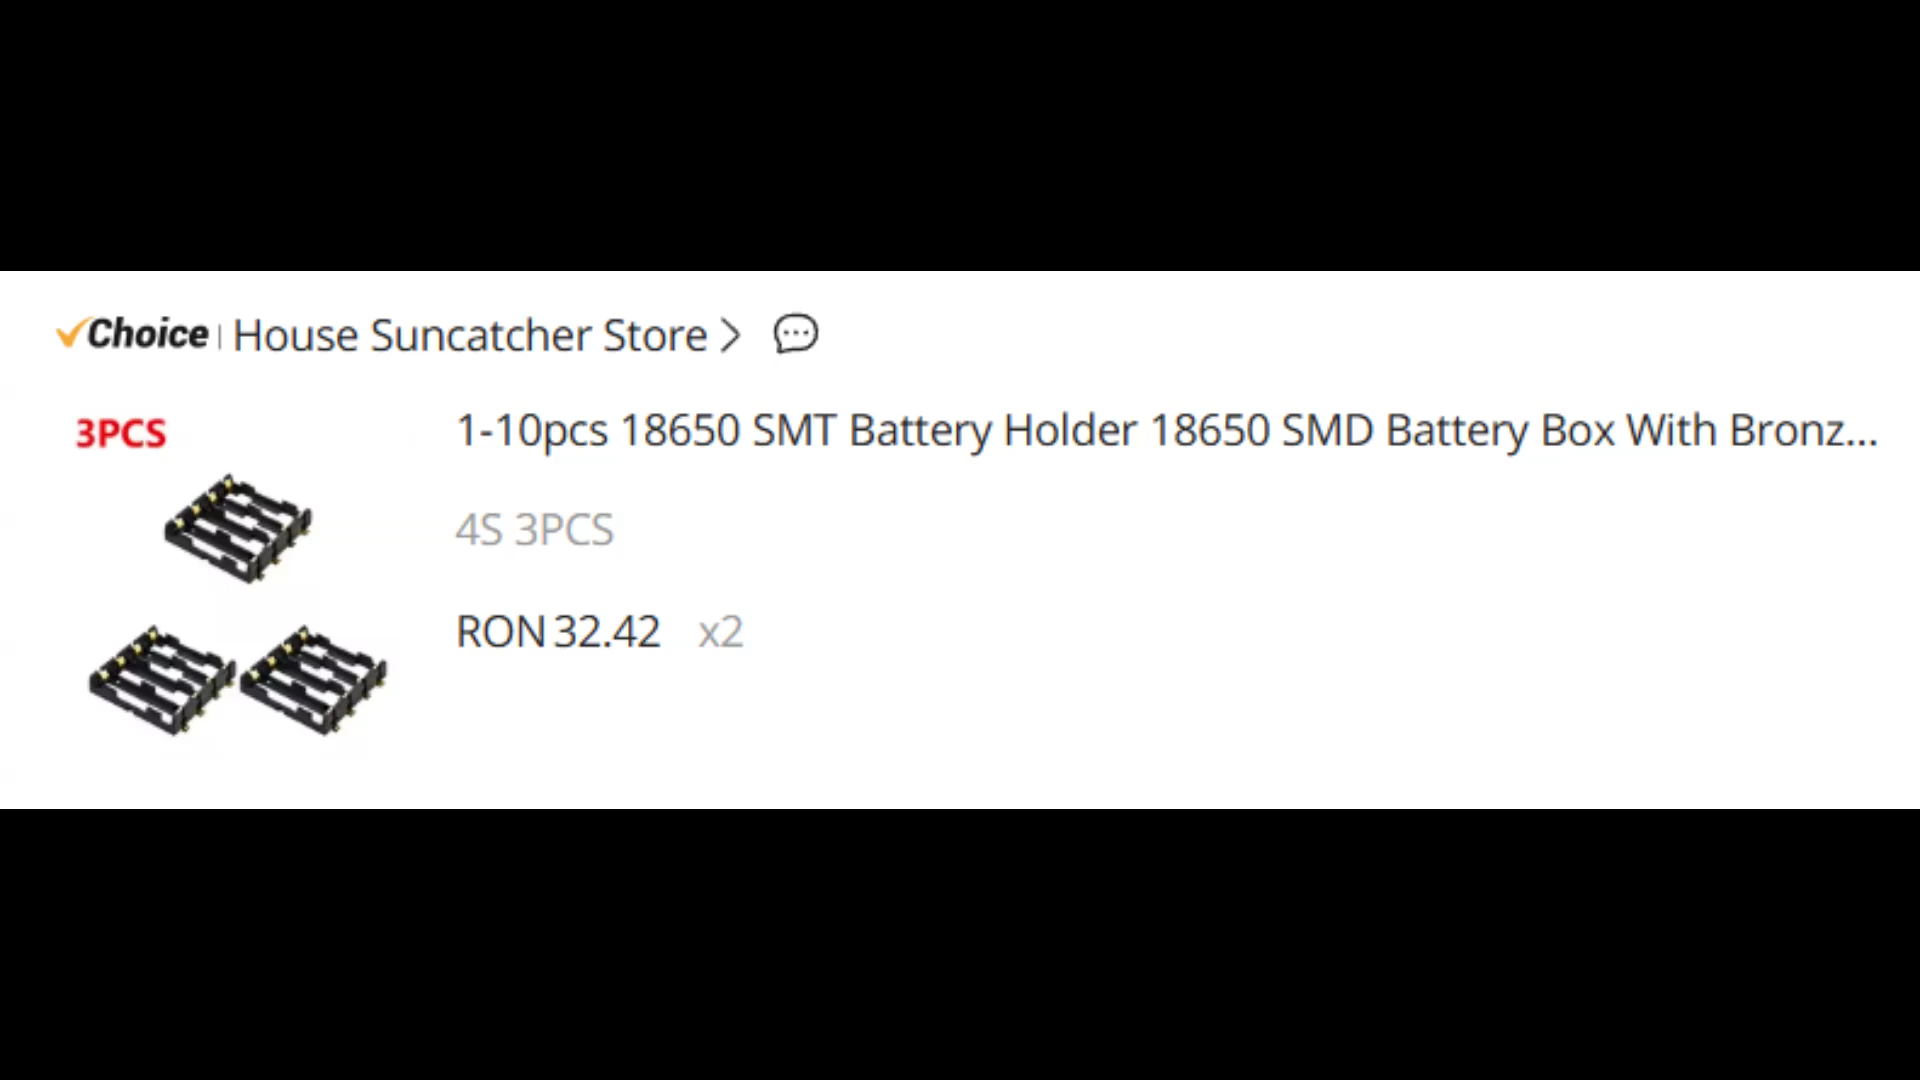 Choice | House Suncatcher Store >
3PCS
1-10pcs 18650 SMT Battery Holder 18650 SMD Battery Box With Bronz...
4S 3PCS
RON 32.42 x2